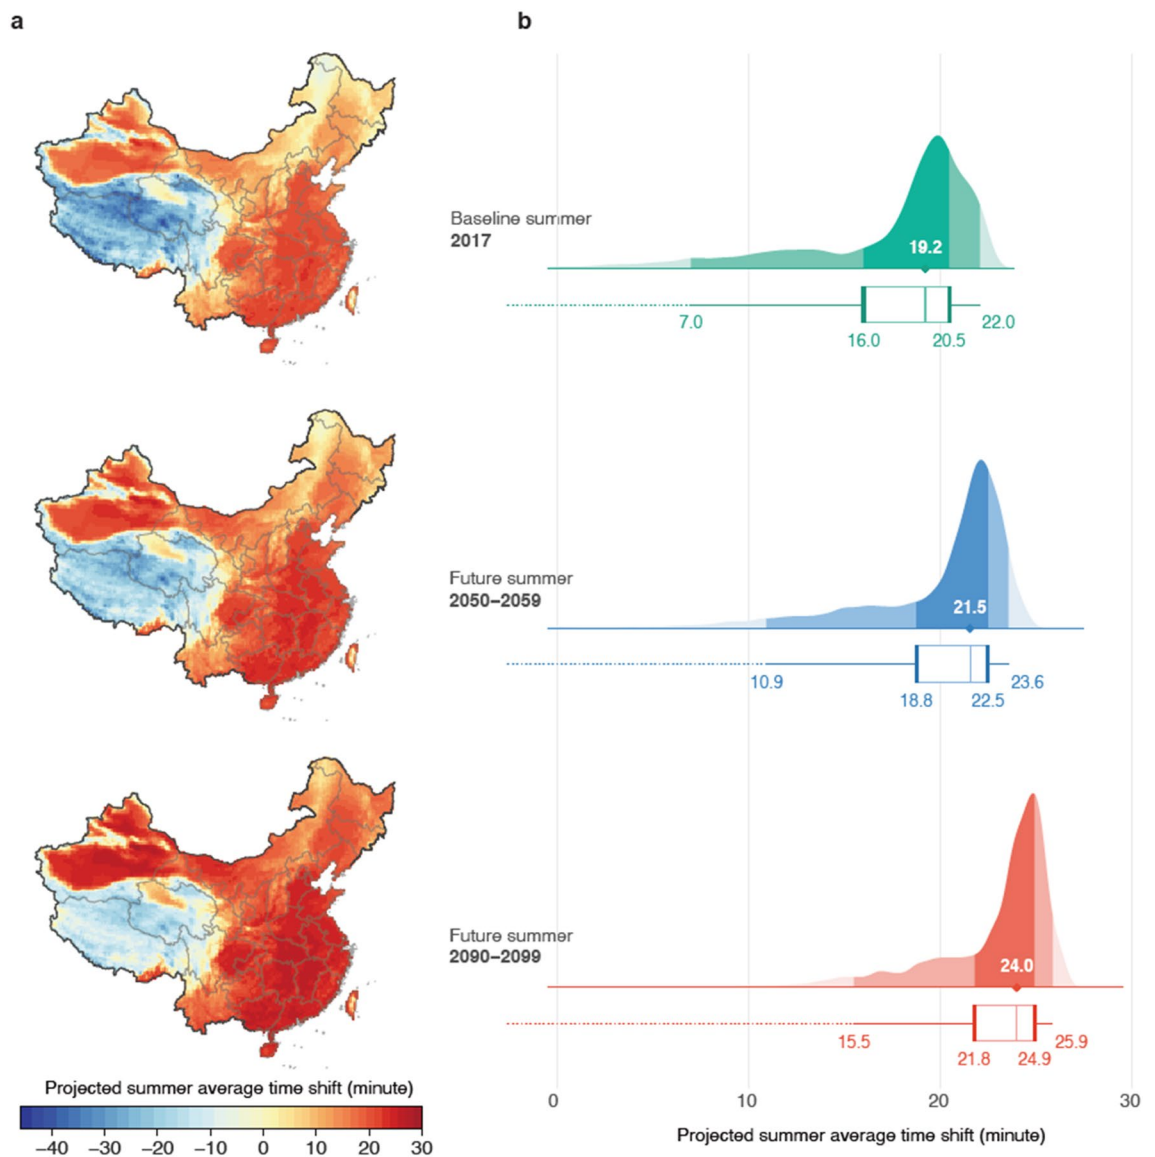 a
b
Baseline summer
2017
19.2
7.0
22.0
16.0
20.5
Future summer
2050–2059
21.5
10.9
23.6
18.8
22.5
Future summer
2090–2099
24.0
15.5
25.9
21.8
24.9
Projected summer average time shift (minute)
−40 −30 −20 −10 0 10 20 30
0 10 20 30
Projected summer average time shift (minute)